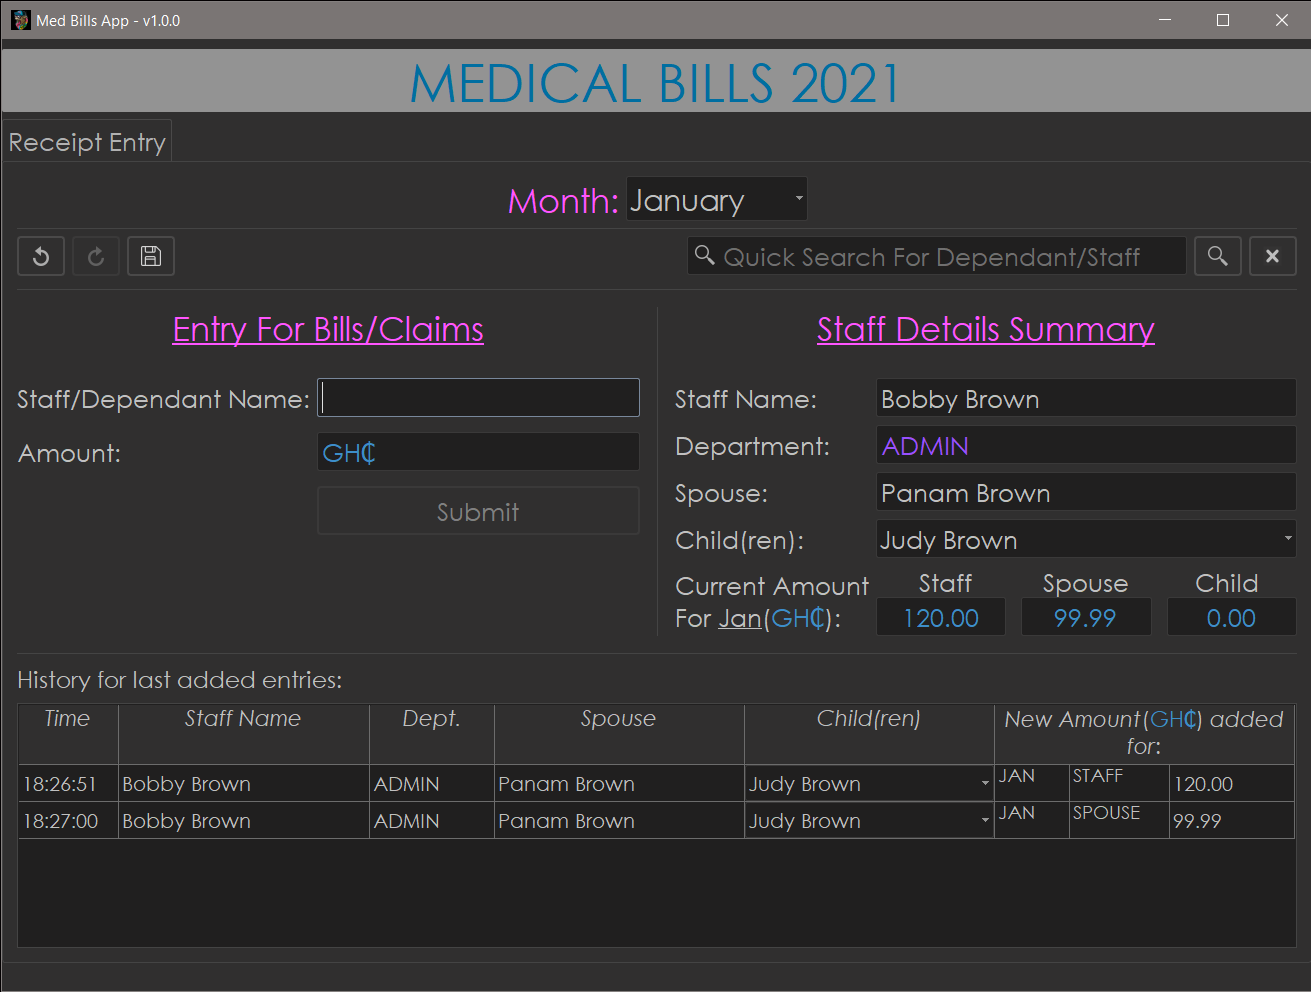 Med Bills App - v1.0.0
MEDICAL BILLS 2021
Receipt Entry
Month: January
Quick Search For Dependant/Staff
Entry For Bills/Claims
Staff/Dependant Name:
Amount: GH₵
Submit
Staff Details Summary
Staff Name: Bobby Brown
Department: ADMIN
Spouse: Panam Brown
Child(ren): Judy Brown
Current Amount Staff Spouse Child
For Jan(GH₵): 120.00 99.99 0.00
History for last added entries:
Time Staff Name Dept. Spouse Child(ren) New Amount(GH₵) added
for:
18:26:51 Bobby Brown ADMIN Panam Brown Judy Brown JAN STAFF 120.00
18:27:00 Bobby Brown ADMIN Panam Brown Judy Brown JAN SPOUSE 99.99